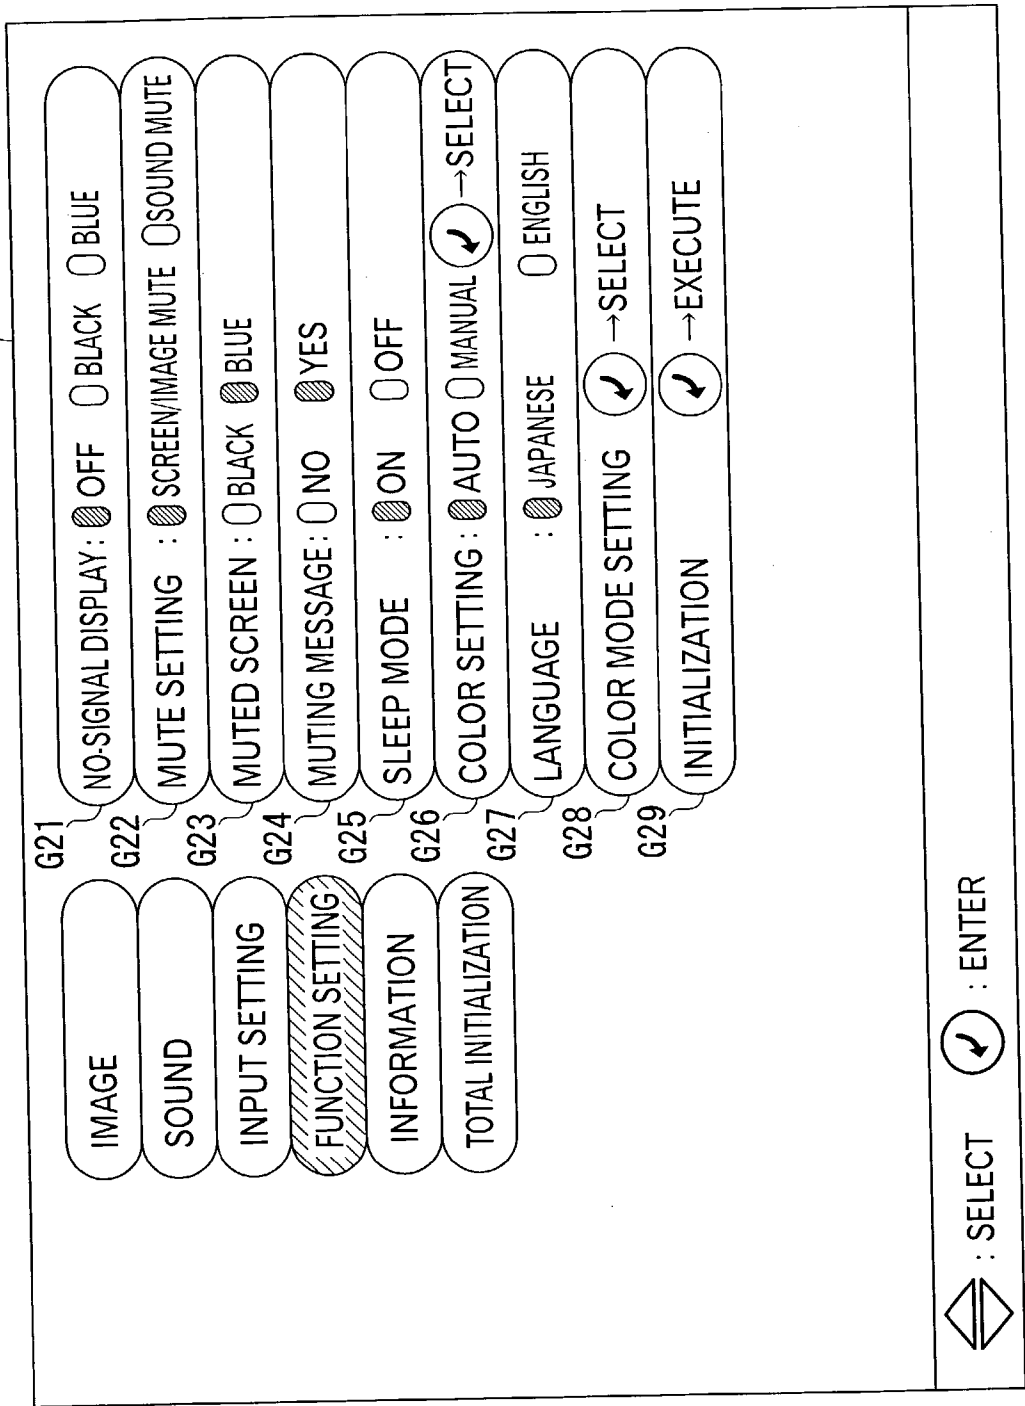 IMAGE
SOUND
INPUT SETTING
FUNCTION SETTING
INFORMATION
TOTAL INITIALIZATION
G21 NO-SIGNAL DISPLAY: OFF BLACK BLUE
G22 MUTE SETTING : SCREEN/IMAGE MUTE SOUND MUTE
G23 MUTED SCREEN : BLACK BLUE
G24 MUTING MESSAGE: NO YES
G25 SLEEP MODE : ON OFF
G26 COLOR SETTING : AUTO MANUAL →SELECT
G27 LANGUAGE : JAPANESE ENGLISH
G28 COLOR MODE SETTING →SELECT
G29 INITIALIZATION →EXECUTE
: SELECT : ENTER